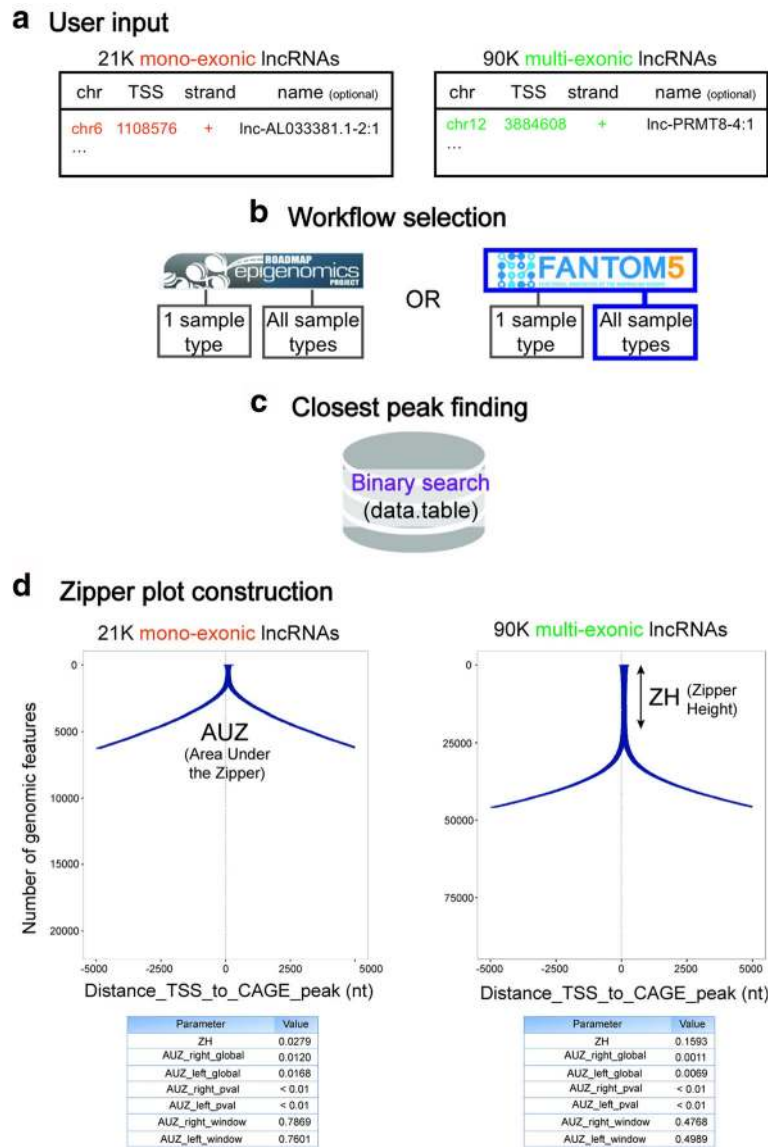 a User input
21K mono-exonic lncRNAs
chr TSS strand name (optional)
chr6 1108576 + lnc-AL033381.1-2:1
...
90K multi-exonic lncRNAs
chr TSS strand name (optional)
chr12 3884608 + lnc-PRMT8-4:1
...
b Workflow selection
ROADMAP
epigenomics
PROJECT
1 sample
type
All sample
types
OR
FANTOM5
1 sample
type
All sample
types
c Closest peak finding
Binary search
(data.table)
d Zipper plot construction
21K mono-exonic lncRNAs
Number of genomic features
0
5000
10000
15000
20000
AUZ
(Area Under
the Zipper)
-5000 -2500 0 2500 5000
Distance_TSS_to_CAGE_peak (nt)
90K multi-exonic lncRNAs
0
25000
50000
75000
ZH (Zipper
Height)
-5000 -2500 0 2500 5000
Distance_TSS_to_CAGE_peak (nt)
Parameter Value
ZH 0.0279
AUZ_right_global 0.0120
AUZ_left_global 0.0168
AUZ_right_pval < 0.01
AUZ_left_pval < 0.01
AUZ_right_window 0.7869
AUZ_left_window 0.7601
Parameter Value
ZH 0.1593
AUZ_right_global 0.0011
AUZ_left_global 0.0069
AUZ_right_pval < 0.01
AUZ_left_pval < 0.01
AUZ_right_window 0.4768
AUZ_left_window 0.4989